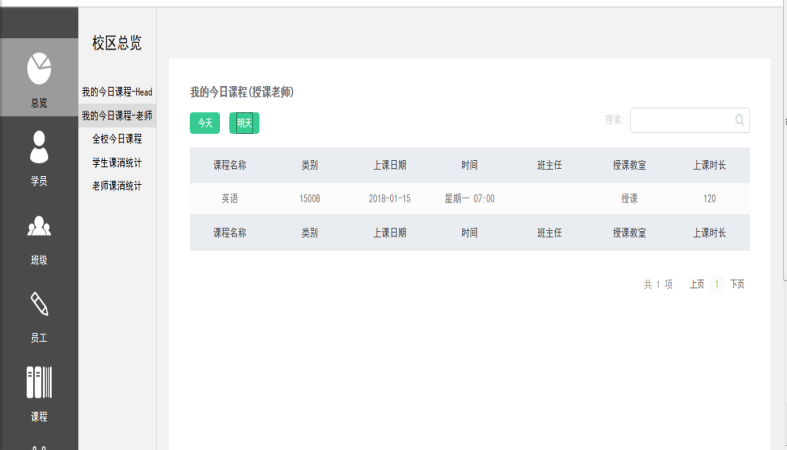 总览
学员
班级
员工
课程
校区总览
我的今日课程-Head
我的今日课程-老师
全校今日课程
学生课消统计
老师课消统计
我的今日课程(授课老师)
今天 明天 搜索:
课程名称 类别 上课日期 时间 班主任 授课教室 上课时长
英语 1500B 2018-01-15 星期一 07:00 授课 120
课程名称 类别 上课日期 时间 班主任 授课教室 上课时长
共 1 项 上页 1 下页